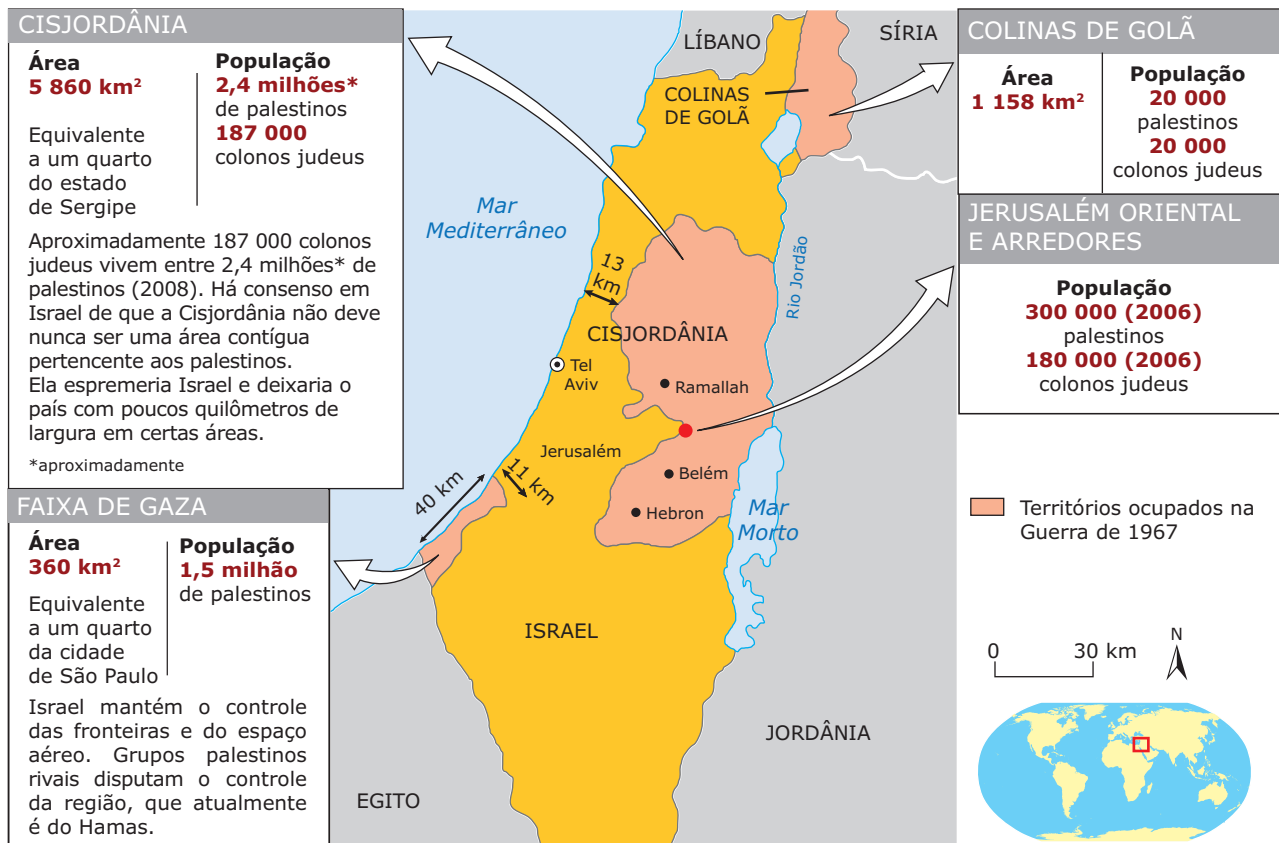 CISJORDÂNIA
Área
5 860 km²
Equivalente
a um quarto
do estado
de Sergipe
População
2,4 milhões*
de palestinos
187 000
colonos judeus
Aproximadamente 187 000 colonos
judeus vivem entre 2,4 milhões* de
palestinos (2008). Há consenso em
Israel de que a Cisjordânia não deve
nunca ser uma área contígua
pertencente aos palestinos.
Ela espremeria Israel e deixaria o
país com poucos quilômetros de
largura em certas áreas.
*aproximadamente
FAIXA DE GAZA
Área
360 km²
Equivalente
a um quarto
da cidade
de São Paulo
População
1,5 milhão
de palestinos
Israel mantém o controle
das fronteiras e do espaço
aéreo. Grupos palestinos
rivais disputam o controle
da região, que atualmente
é do Hamas.
LÍBANO
SÍRIA
COLINAS
DE GOLÃ
Mar
Mediterrâneo
13
km
Rio Jordão
CISJORDÂNIA
Tel
Aviv
Ramallah
Jerusalém
Belém
Hebron
40 km
11 km
Mar
Morto
ISRAEL
JORDÂNIA
EGITO
COLINAS DE GOLÃ
Área
1 158 km²
População
20 000
palestinos
20 000
colonos judeus
JERUSALÉM ORIENTAL
E ARREDORES
População
300 000 (2006)
palestinos
180 000 (2006)
colonos judeus
Territórios ocupados na
Guerra de 1967
0 30 km
N